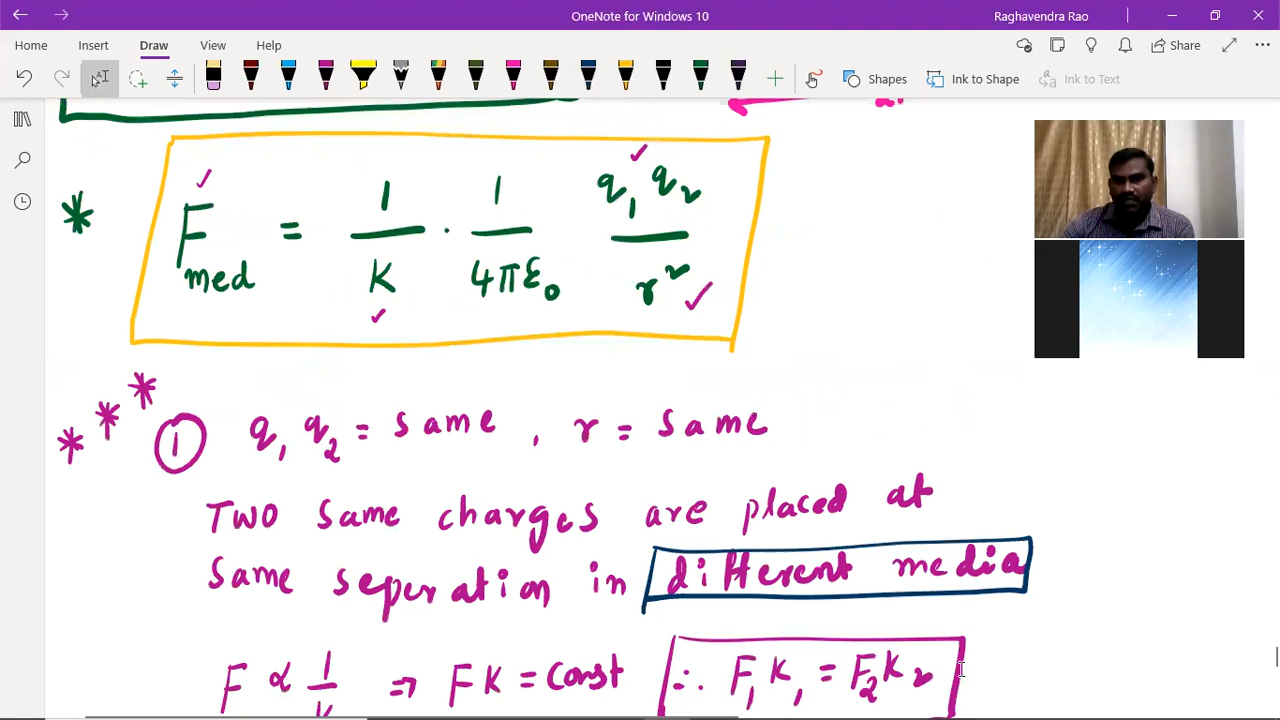 OneNote for Windows 10
Raghavendra Rao
Home Insert Draw View Help
Share
Shapes Ink to Shape Ink to Text
* F med = 1/K · 1/4πε₀ q₁q₂/r²
*** ① q₁ q₂ = same , r = same
Two same charges are placed at
same seperation in different media
F ∝ 1/K ⇒ FK = Const ∴ F₁K₁ = F₂K₂